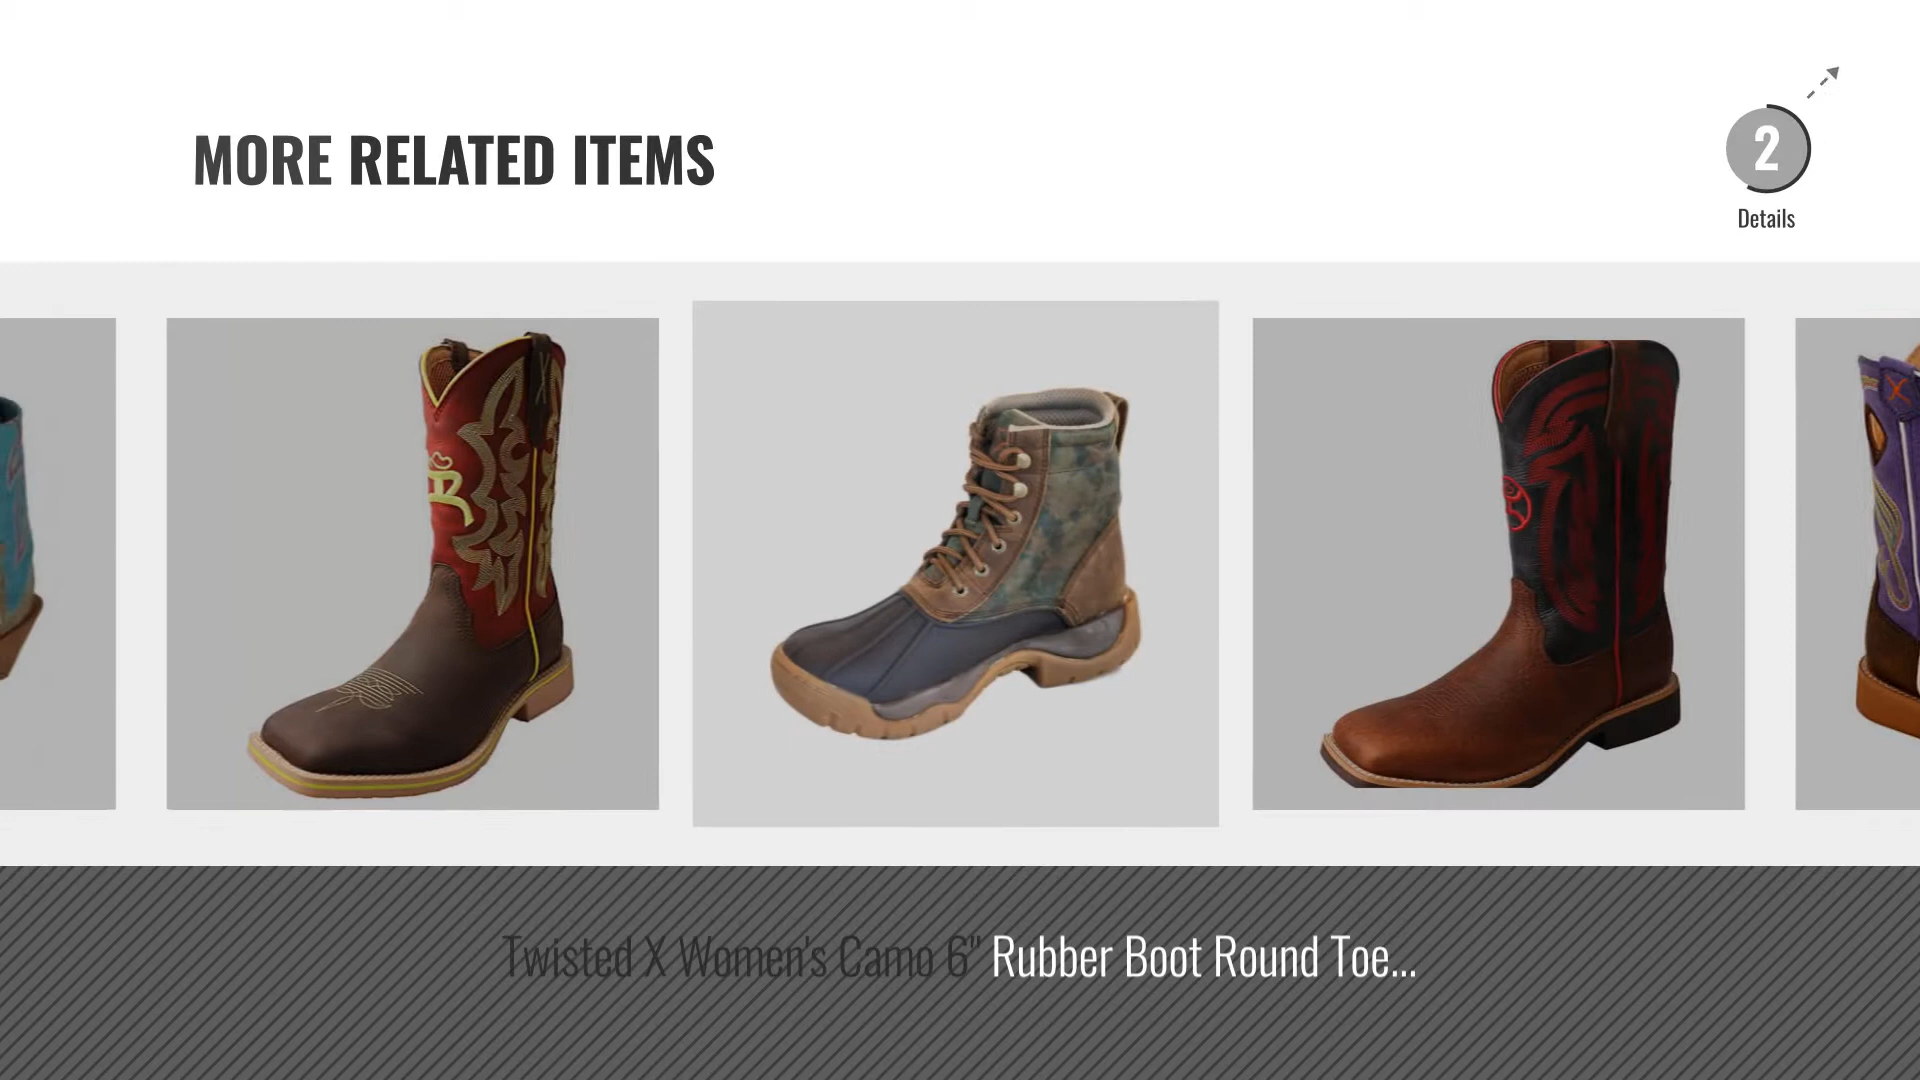 MORE RELATED ITEMS
2
Details
Twisted X Women's Camo 6" Rubber Boot Round Toe...